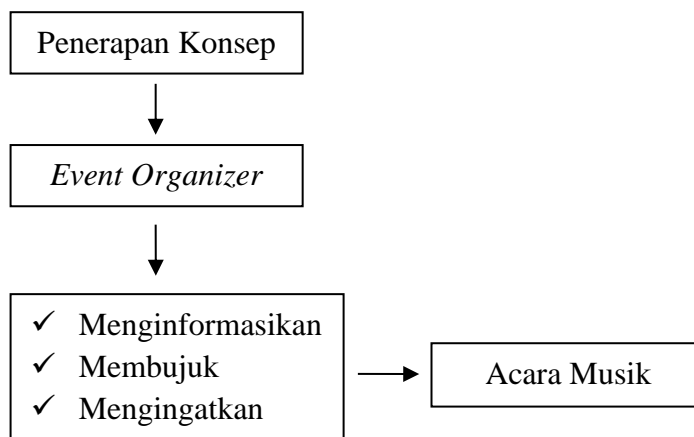 Penerapan Konsep
Event Organizer
✓ Menginformasikan
✓ Membujuk
✓ Mengingatkan
Acara Musik